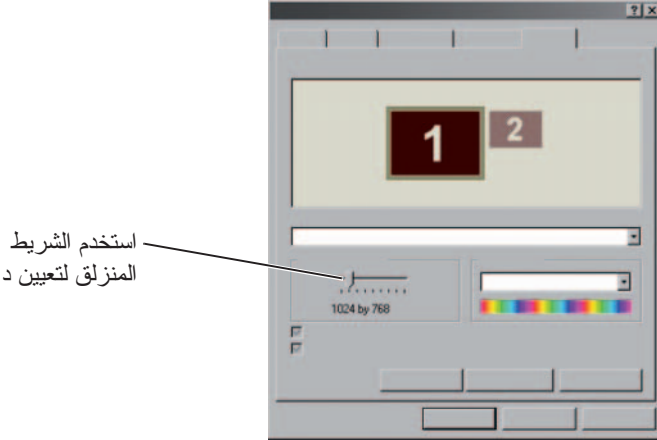 ? ×
1
2
استخدم الشريط
المنزلق لتعيين د
1024 by 768